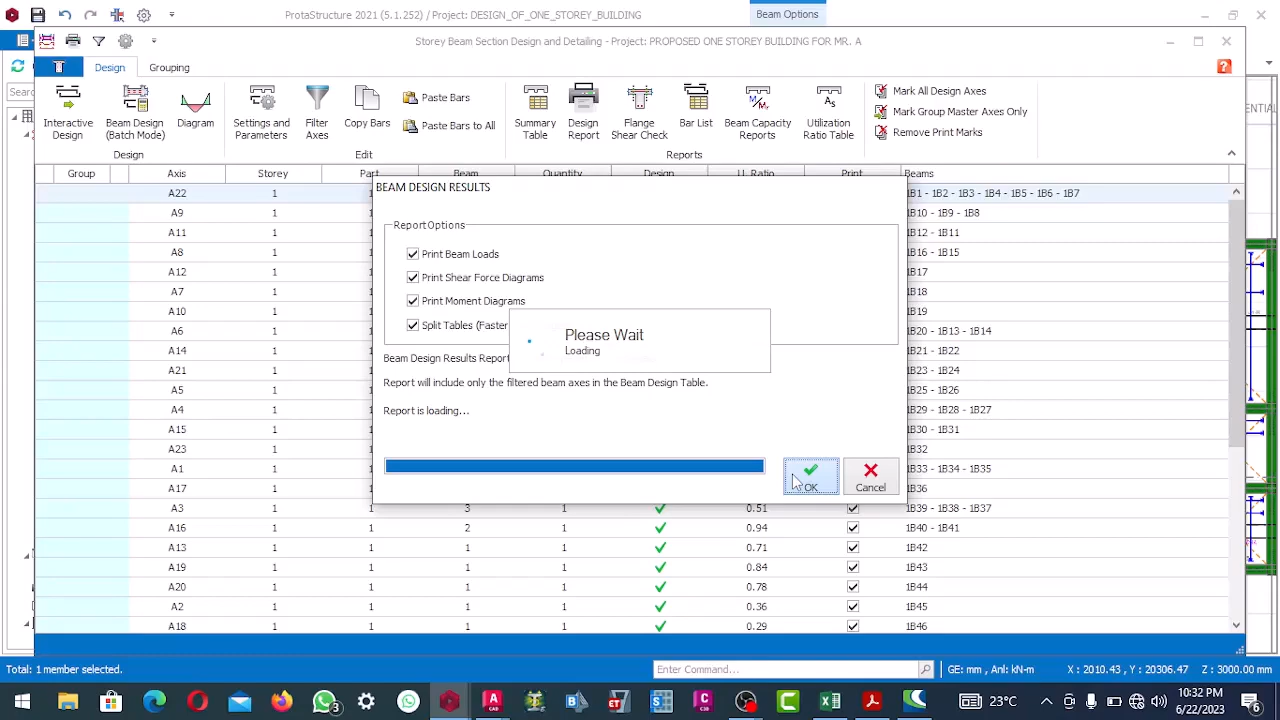 ProtaStructure 2021 (5.1.252) / Project: DESIGN_OF_ONE_STOREY_BUILDING
Beam Options
Storey Beam Section Design and Detailing - Project: PROPOSED ONE STOREY BUILDING FOR MR. A
Design
Grouping
Interactive Design
Beam Design (Batch Mode)
Diagram
Settings and Parameters
Filter Axes
Copy Bars
Paste Bars
Paste Bars to All
Summary Table
Design Report
Flange Shear Check
Bar List
Beam Capacity Reports
Utilization Ratio Table
Mark All Design Axes
Mark Group Master Axes Only
Remove Print Marks
Design
Edit
Reports
Group Axis Storey Part Beam Quantity Design U. Ratio Print Beams
A22 1 1B1 - 1B2 - 1B3 - 1B4 - 1B5 - 1B6 - 1B7
A9 1 1B10 - 1B9 - 1B8
A11 1 1B12 - 1B11
A8 1 1B16 - 1B15
A12 1 1B17
A7 1 1B18
A10 1 1B19
A6 1 1B20 - 1B13 - 1B14
A14 1 1B21 - 1B22
A21 1 1B23 - 1B24
A5 1 1B25 - 1B26
A4 1 1B29 - 1B28 - 1B27
A15 1 1B30 - 1B31
A23 1 1B32
A1 1 1B33 - 1B34 - 1B35
A17 1 1B36
A3 1 1 3 1 0.51 1B39 - 1B38 - 1B37
A16 1 1 2 1 0.94 1B40 - 1B41
A13 1 1 1 1 0.71 1B42
A19 1 1 1 1 0.84 1B43
A20 1 1 1 1 0.78 1B44
A2 1 1 1 1 0.36 1B45
A18 1 1 1 1 0.29 1B46
BEAM DESIGN RESULTS
Report Options
Print Beam Loads
Print Shear Force Diagrams
Print Moment Diagrams
Split Tables (Faster
Please Wait
Loading
Beam Design Results Report
Report will include only the filtered beam axes in the Beam Design Table.
Report is loading...
OK
Cancel
Searc
ENTIAL
Total: 1 member selected.
Enter Command...
GE: mm , Anl: kN-m
X : 20101.43 , Y : 20306.47
Z : 3000.00 mm
23°C
10:32 PM
6/22/2023